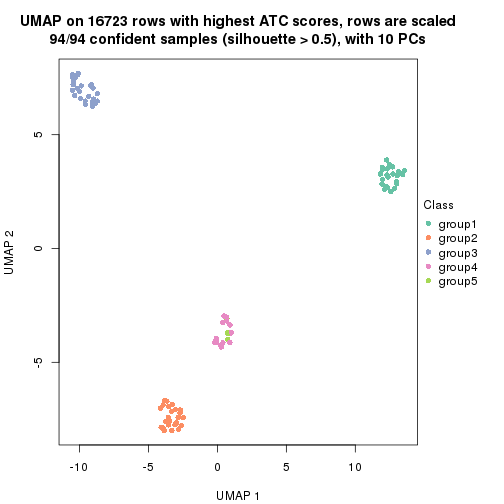 UMAP on 16723 rows with highest ATC scores, rows are scaled
94/94 confident samples (silhouette > 0.5), with 10 PCs
5
0
-5
UMAP 2
-10
-5
0
5
10
UMAP 1
Class
group1
group2
group3
group4
group5